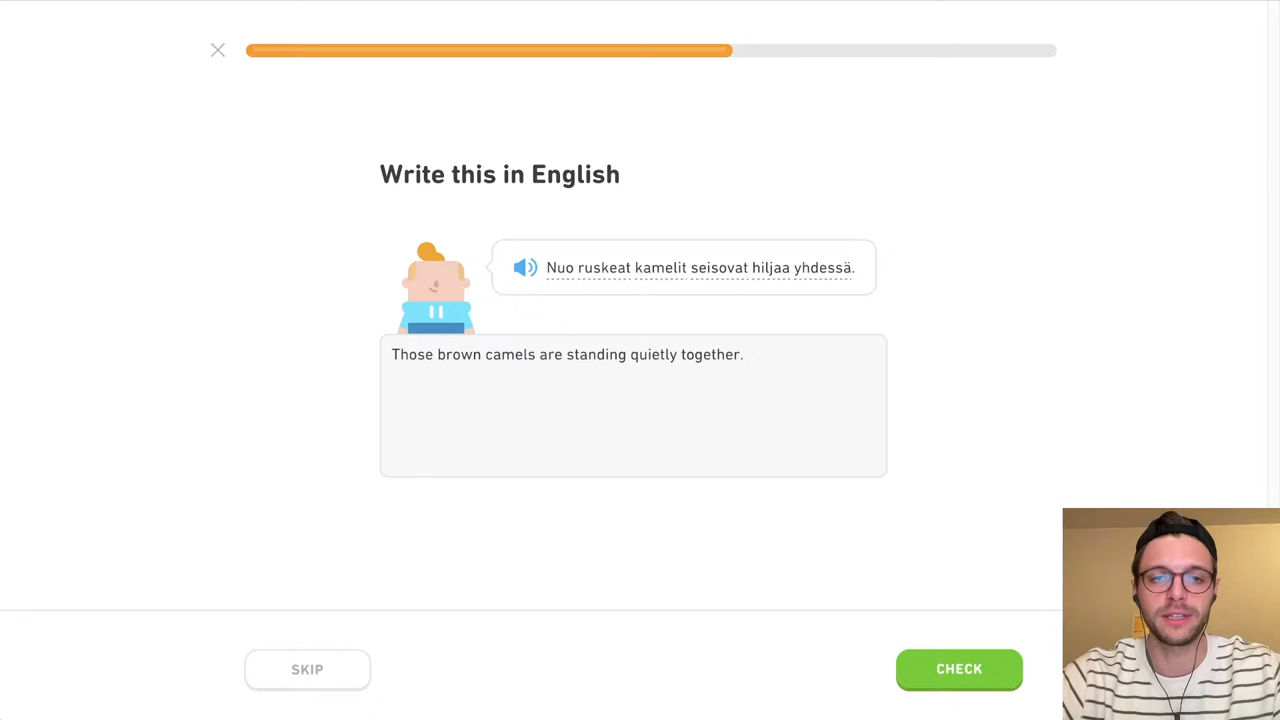 Write this in English
Nuo ruskeat kamelit seisovat hiljaa yhdessä.
Those brown camels are standing quietly together.
SKIP
CHECK